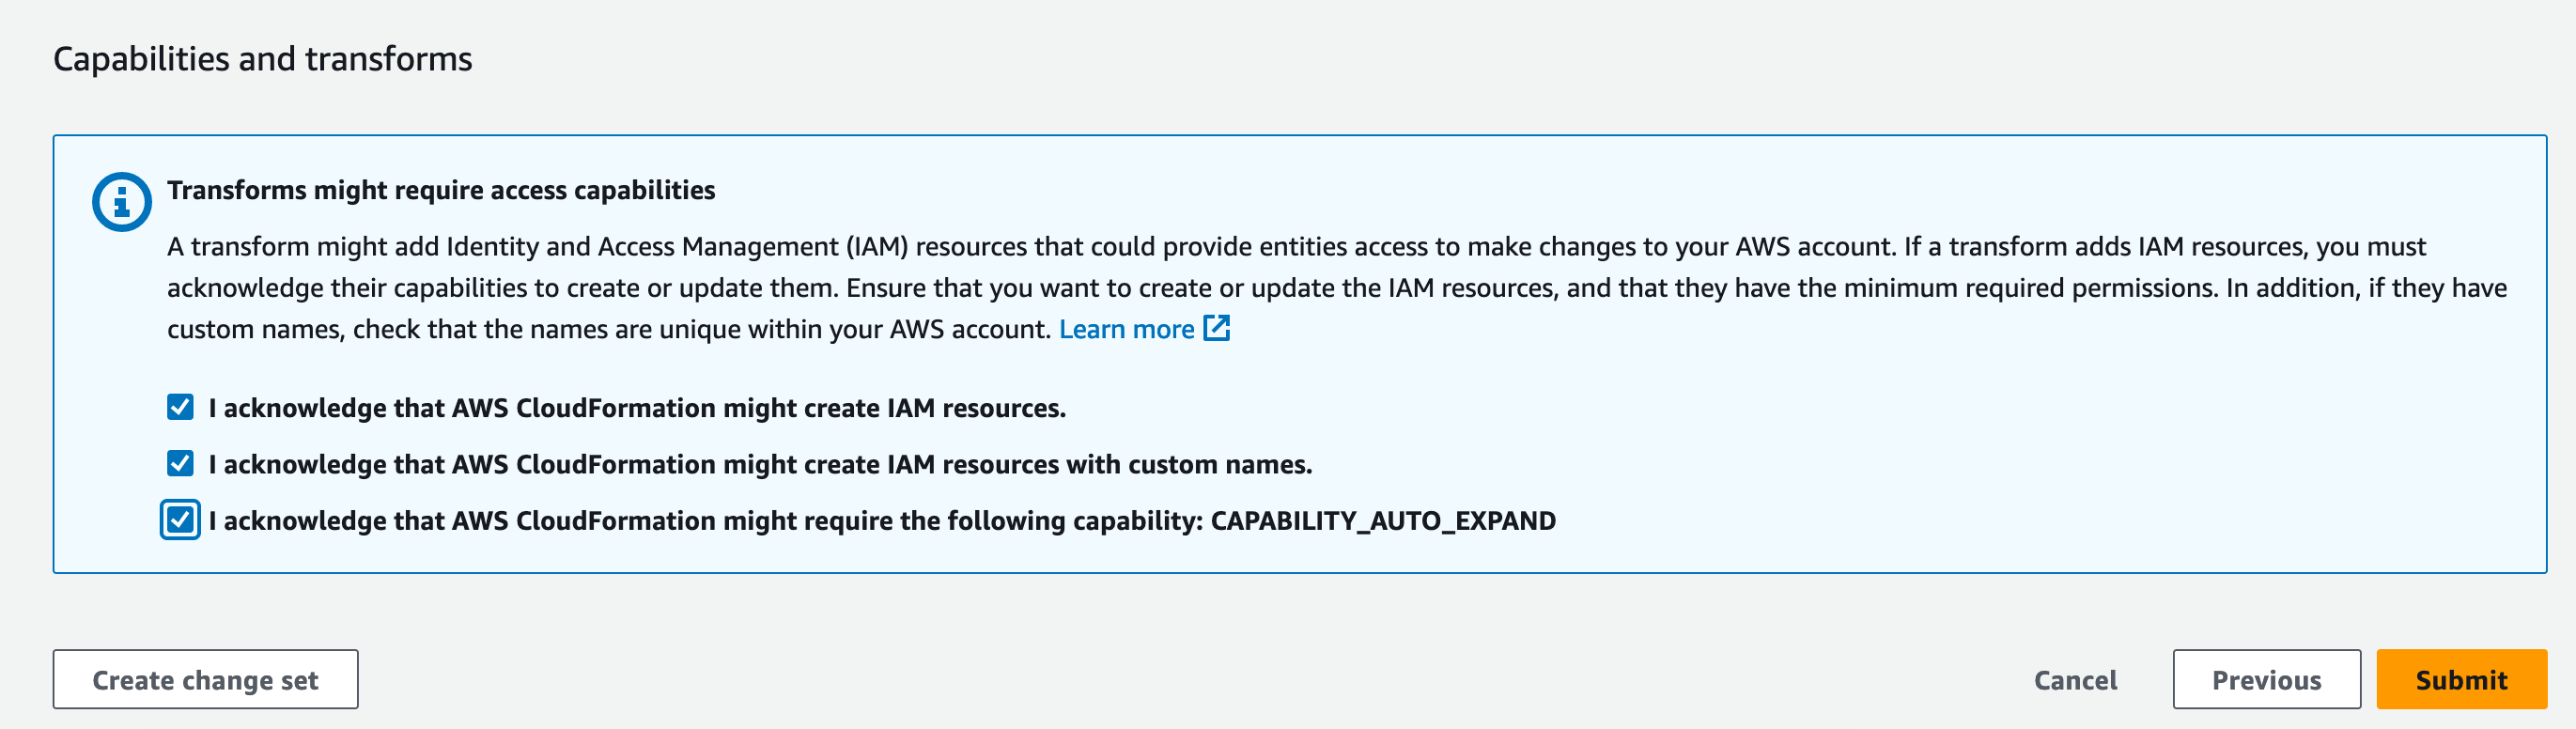 Capabilities and transforms
Transforms might require access capabilities
A transform might add Identity and Access Management (IAM) resources that could provide entities access to make changes to your AWS account. If a transform adds IAM resources, you must
acknowledge their capabilities to create or update them. Ensure that you want to create or update the IAM resources, and that they have the minimum required permissions. In addition, if they have
custom names, check that the names are unique within your AWS account. Learn more
I acknowledge that AWS CloudFormation might create IAM resources.
I acknowledge that AWS CloudFormation might create IAM resources with custom names.
I acknowledge that AWS CloudFormation might require the following capability: CAPABILITY_AUTO_EXPAND
Create change set
Cancel
Previous
Submit